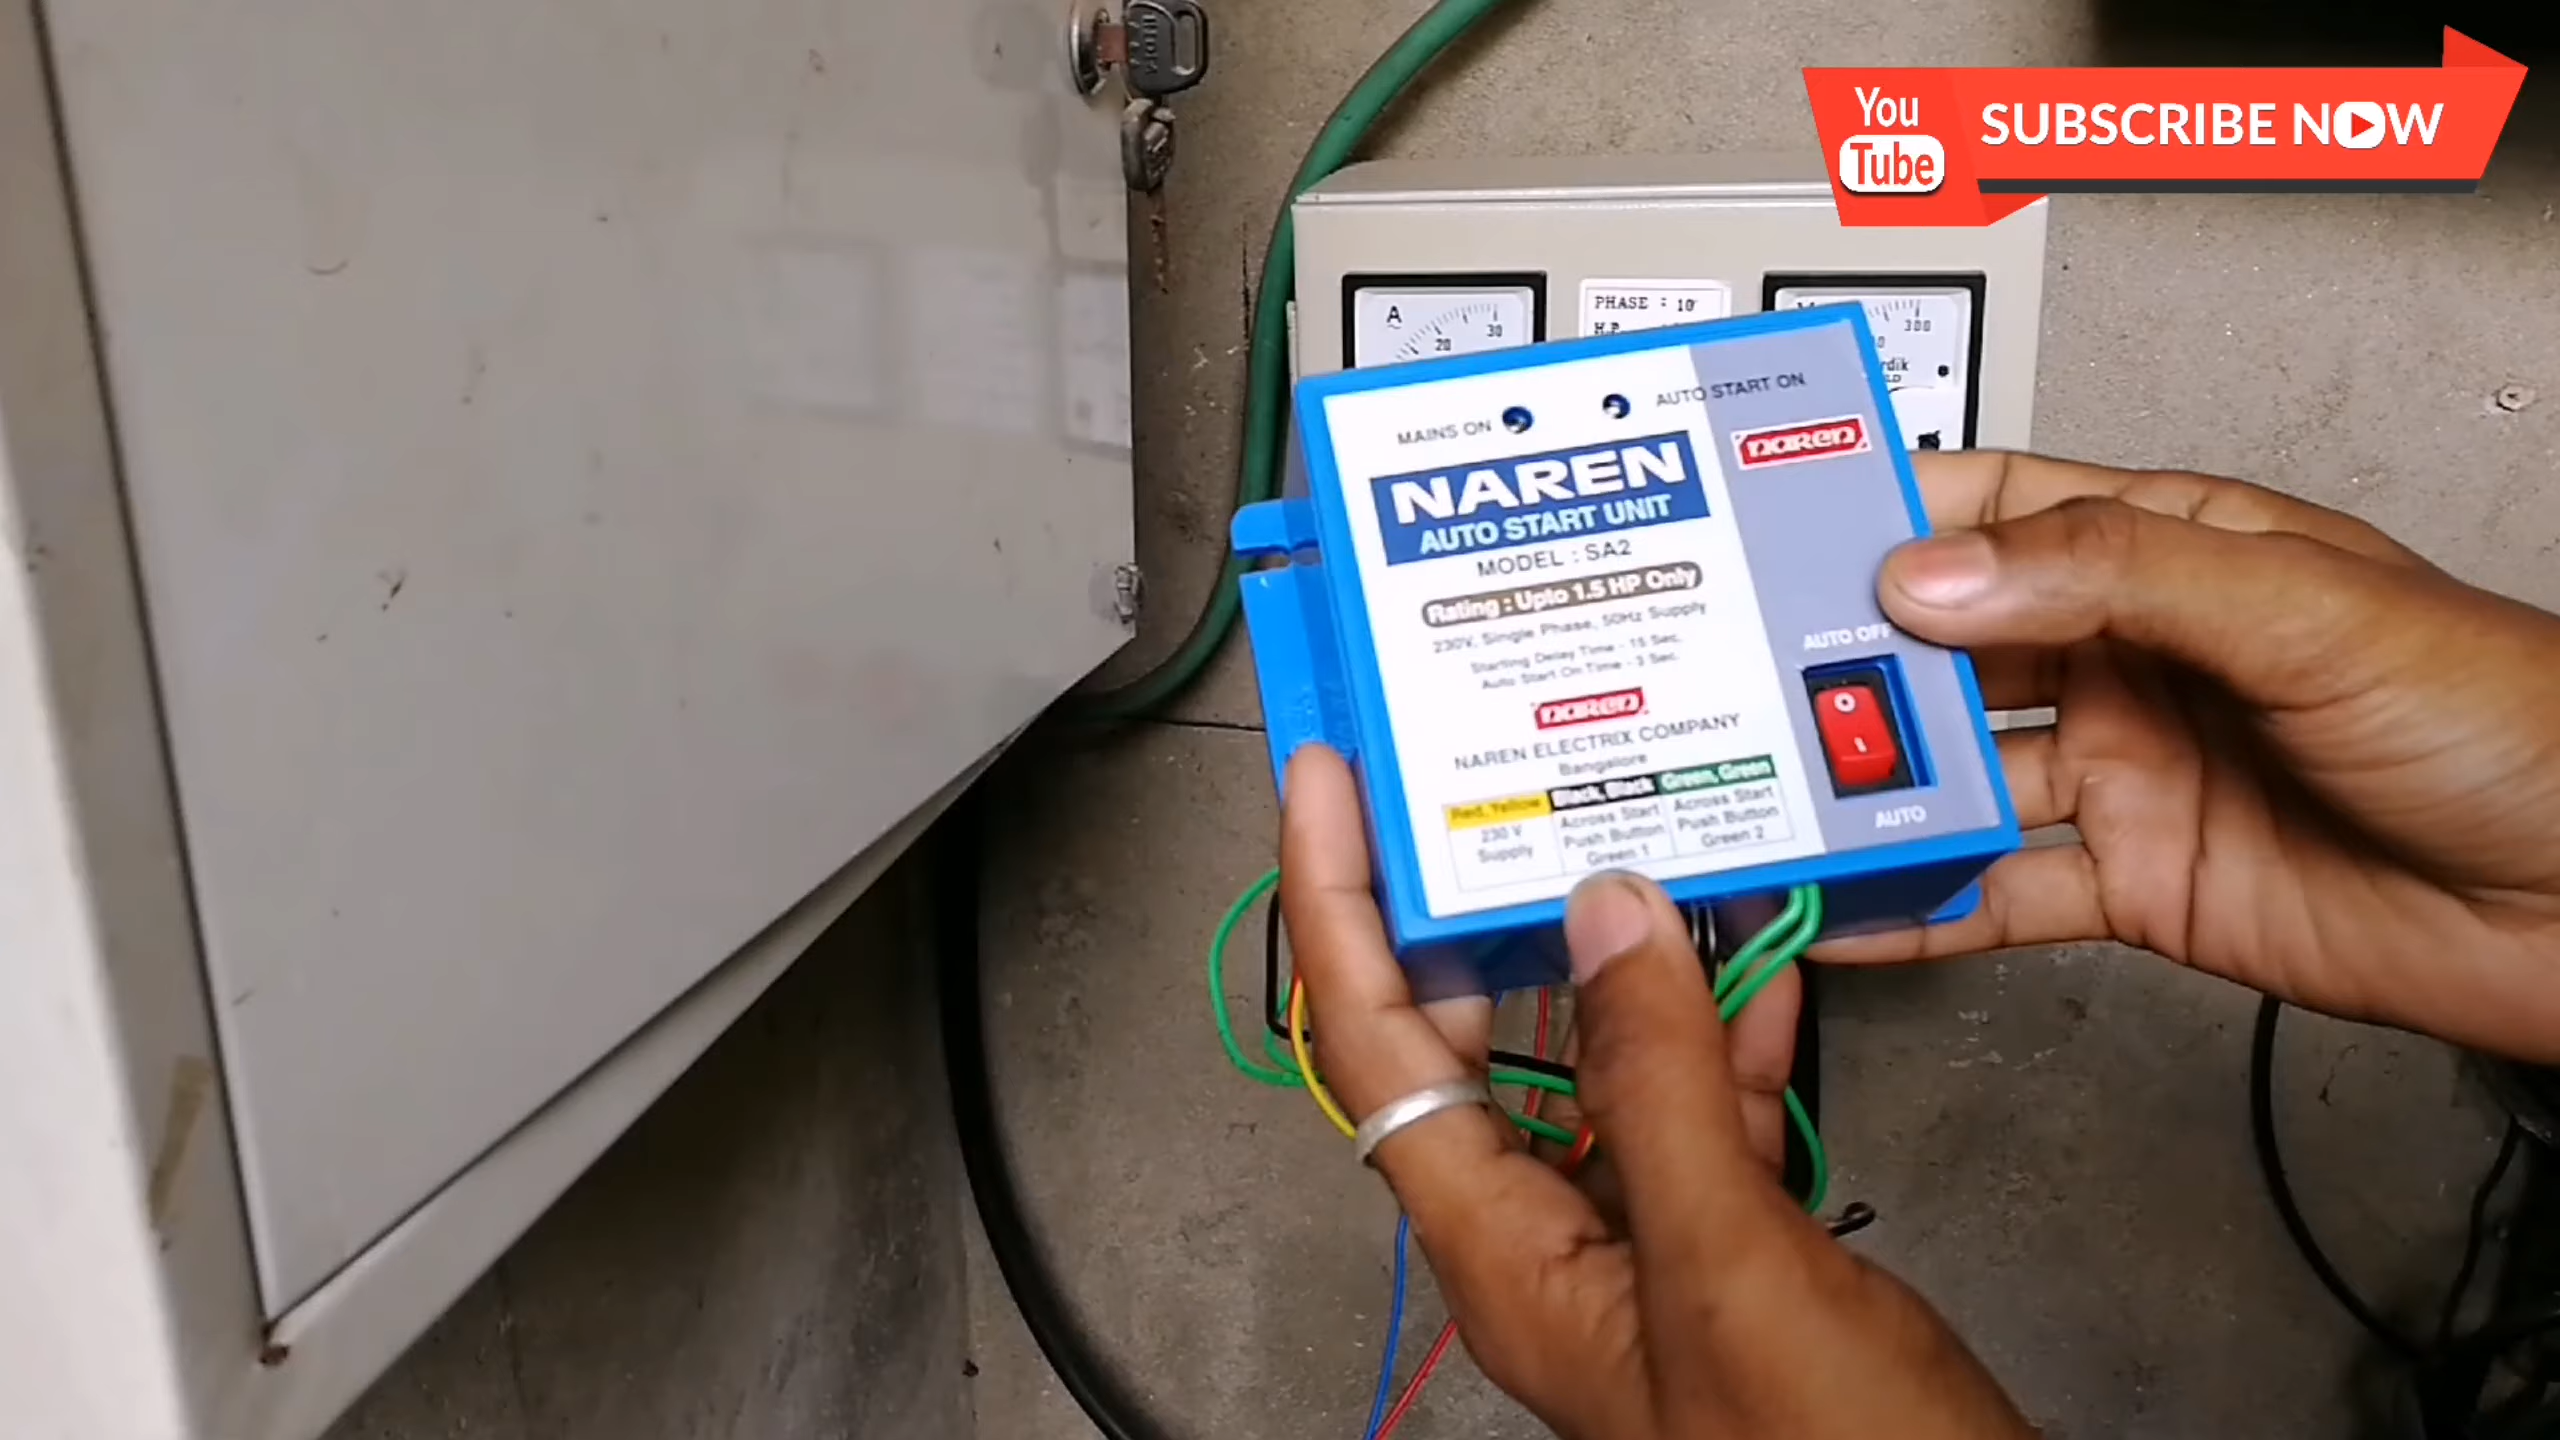 INDIA
You
Tube
SUBSCRIBE NOW
A
30
20
PHASE : 10
H.P.
300
rdik
MAINS ON
AUTO START ON
naren
NAREN
AUTO START UNIT
MODEL : SA2
Rating : Upto 1.5 HP Only
230V, Single Phase, 50Hz Supply
Starting Delay Time - 15 Sec.
Auto Start On Time - 3 Sec.
naren
NAREN ELECTRIX COMPANY
Bangalore
Red, Yellow
230 V
Supply
Black, Black
Across Start
Push Button
Green 1
Green, Green
Across Start
Push Button
Green 2
AUTO OFF
O
I
AUTO